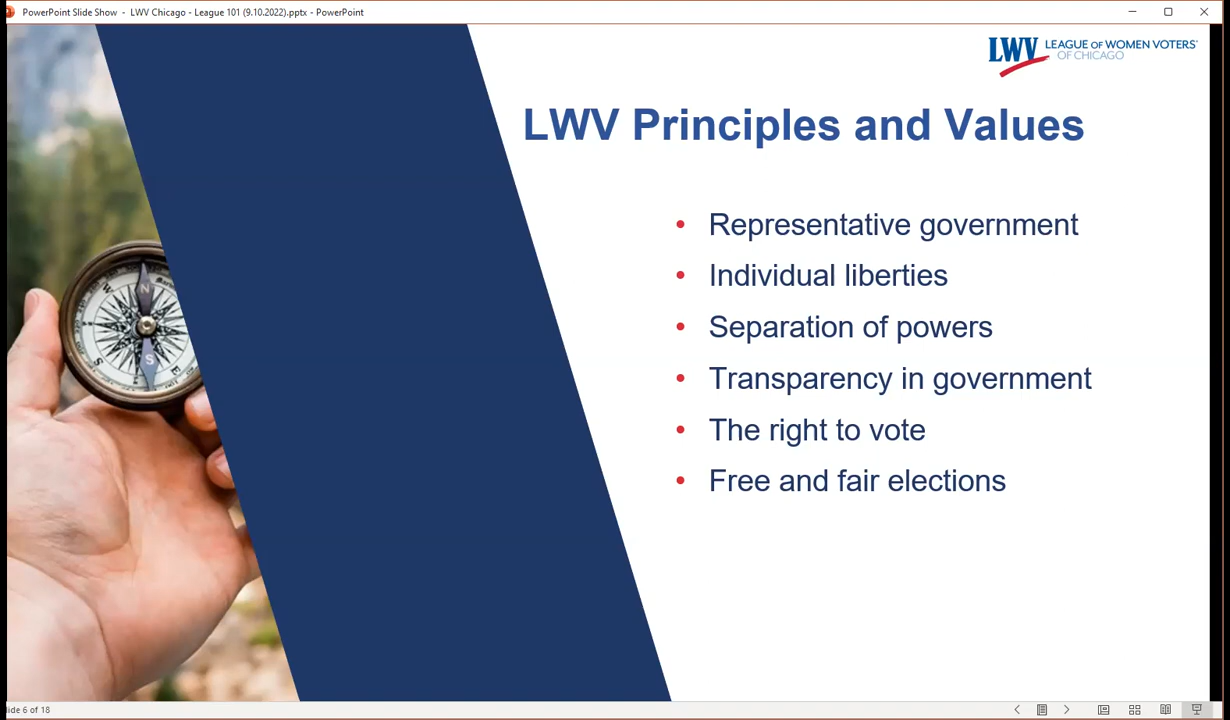 PowerPoint Slide Show - LWV Chicago - League 101 (9.10.2022).pptx - PowerPoint
LWV LEAGUE OF WOMEN VOTERS®
OF CHICAGO
LWV Principles and Values
• Representative government
• Individual liberties
• Separation of powers
• Transparency in government
• The right to vote
• Free and fair elections
N
W
E
S
S
lide 6 of 18